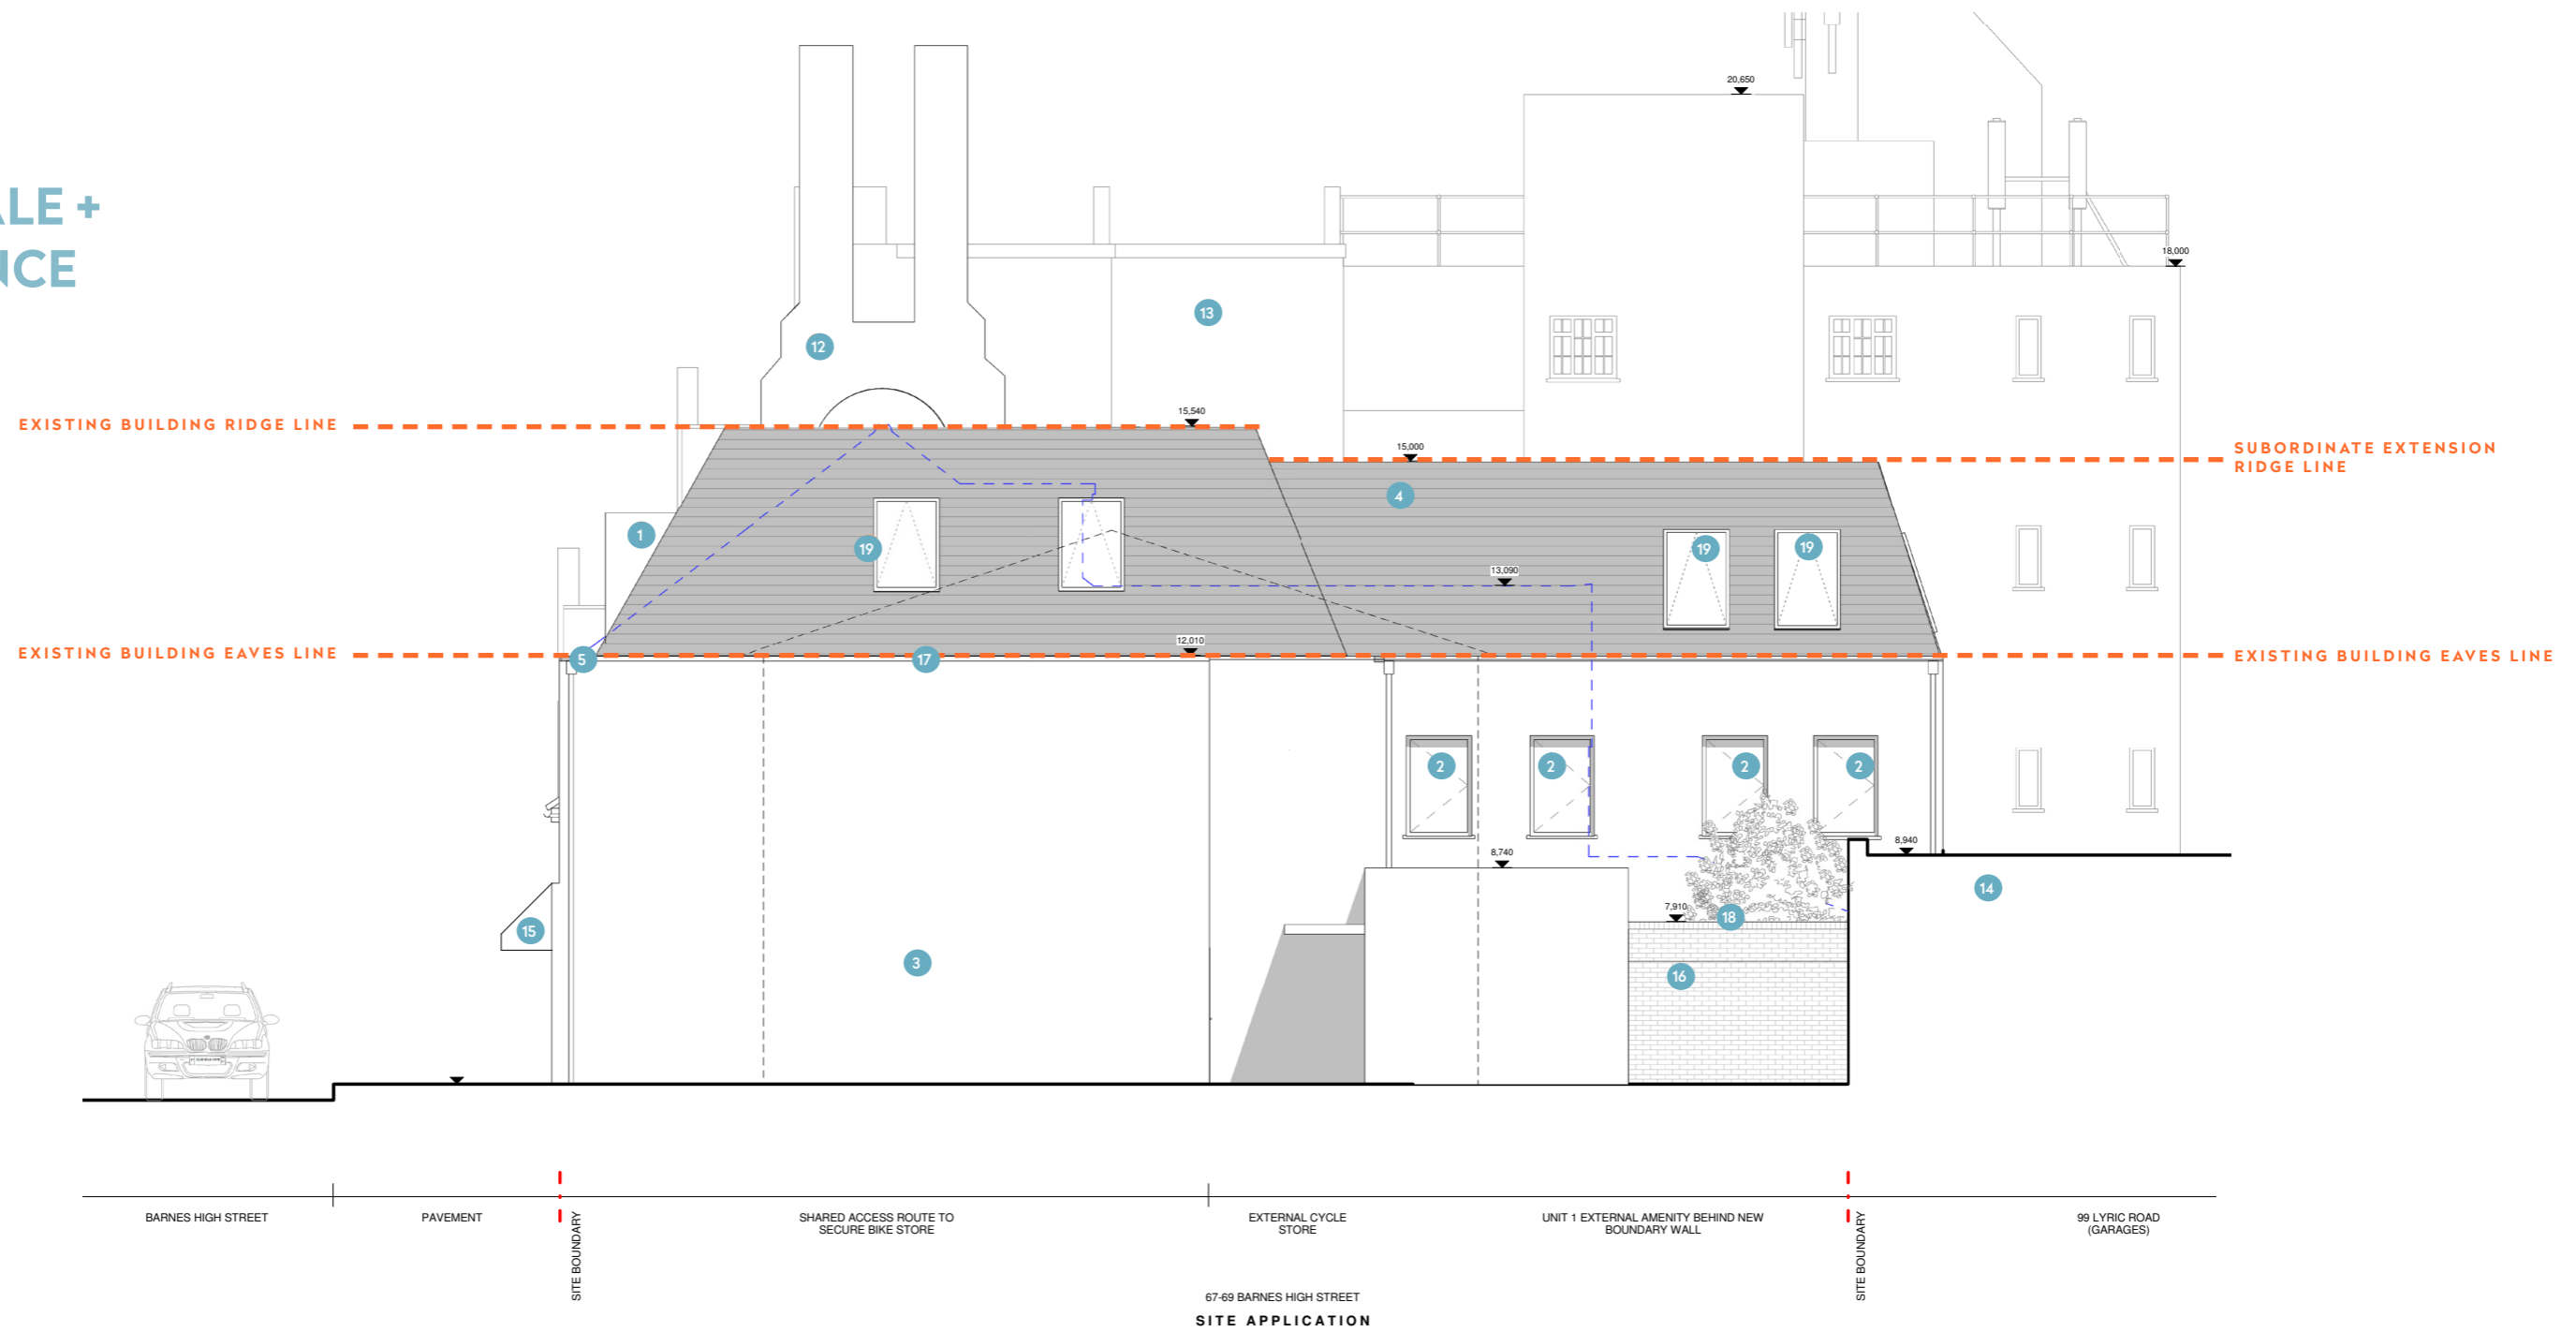 20,650
ALE +
NCE
18,000
12
13
EXISTING BUILDING RIDGE LINE
15,540
15,000
SUBORDINATE EXTENSION
RIDGE LINE
4
1
19
19
19
13,090
12,010
EXISTING BUILDING EAVES LINE
5
17
EXISTING BUILDING EAVES LINE
2
2
2
2
8,740
8,940
14
7,910
18
15
3
16
BARNES HIGH STREET
PAVEMENT
SITE BOUNDARY
SHARED ACCESS ROUTE TO
SECURE BIKE STORE
EXTERNAL CYCLE
STORE
UNIT 1 EXTERNAL AMENITY BEHIND NEW
BOUNDARY WALL
SITE BOUNDARY
99 LYRIC ROAD
(GARAGES)
67-69 BARNES HIGH STREET
SITE APPLICATION